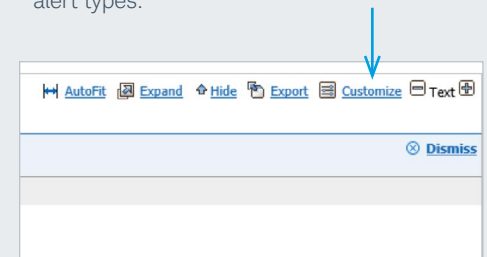 alert types.
AutoFit Expand Hide Export Customize Text
Dismiss